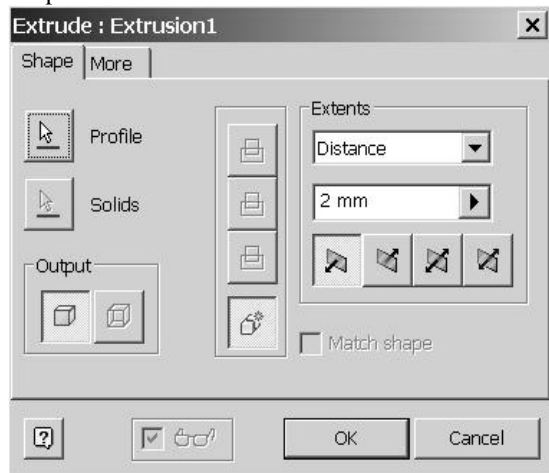 Extrude : Extrusion1
Shape
More
Profile
Solids
Output
Extents
Distance
2 mm
Match shape
OK
Cancel